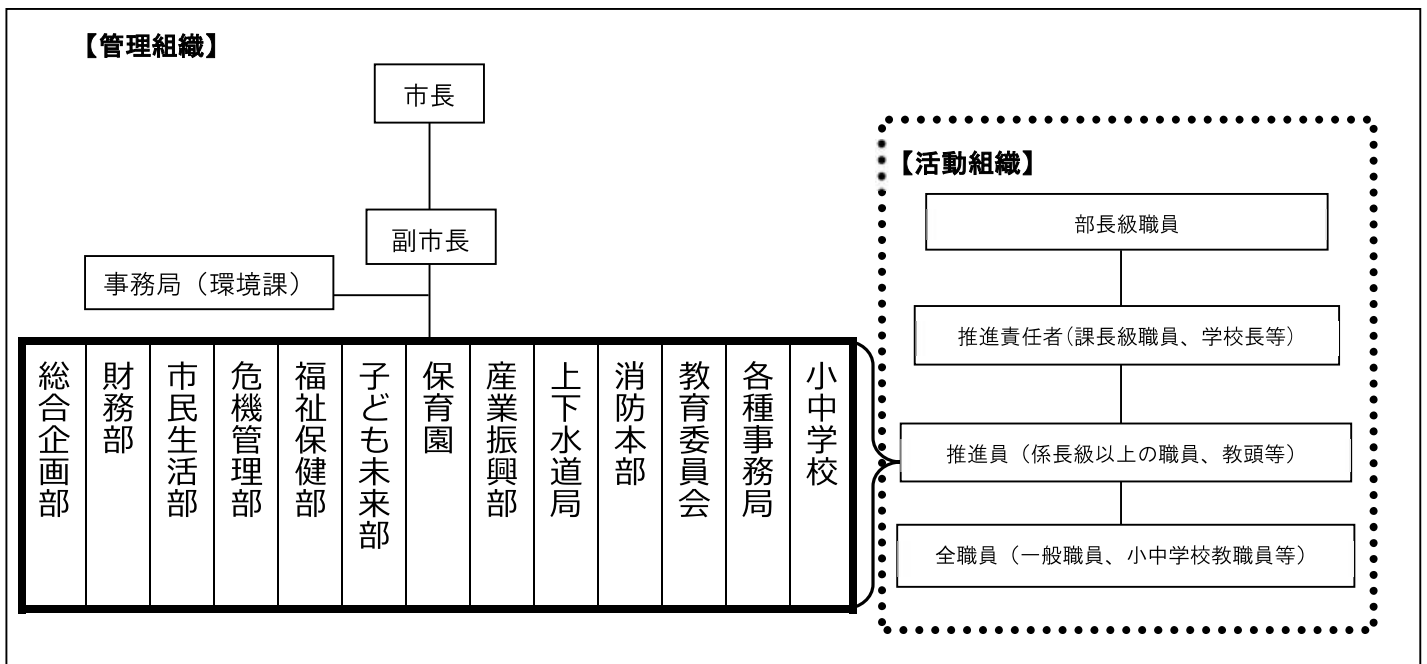 【管理組織】
市長
副市長
事務局（環境課）
総合企画部
財務部
市民生活部
危機管理部
福祉保健部
子ども未来部
保育園
産業振興部
上下水道局
消防本部
教育委員会
各種事務局
小中学校
【活動組織】
部長級職員
推進責任者(課長級職員、学校長等）
推進員（係長級以上の職員、教頭等）
全職員（一般職員、小中学校教職員等）